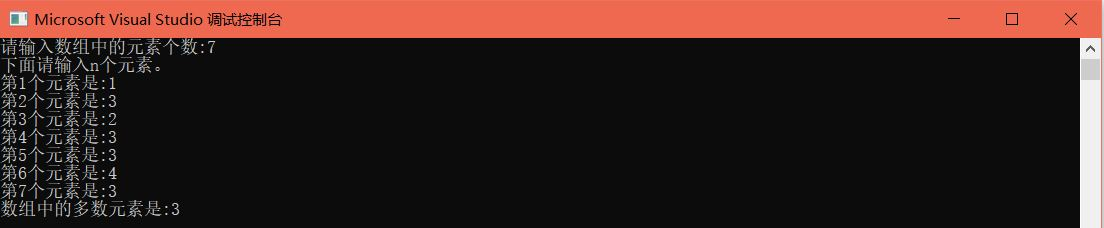 Microsoft Visual Studio 调试控制台
请输入数组中的元素个数:7
下面请输入n个元素。
第1个元素是:1
第2个元素是:3
第3个元素是:2
第4个元素是:3
第5个元素是:3
第6个元素是:4
第7个元素是:3
数组中的多数元素是:3